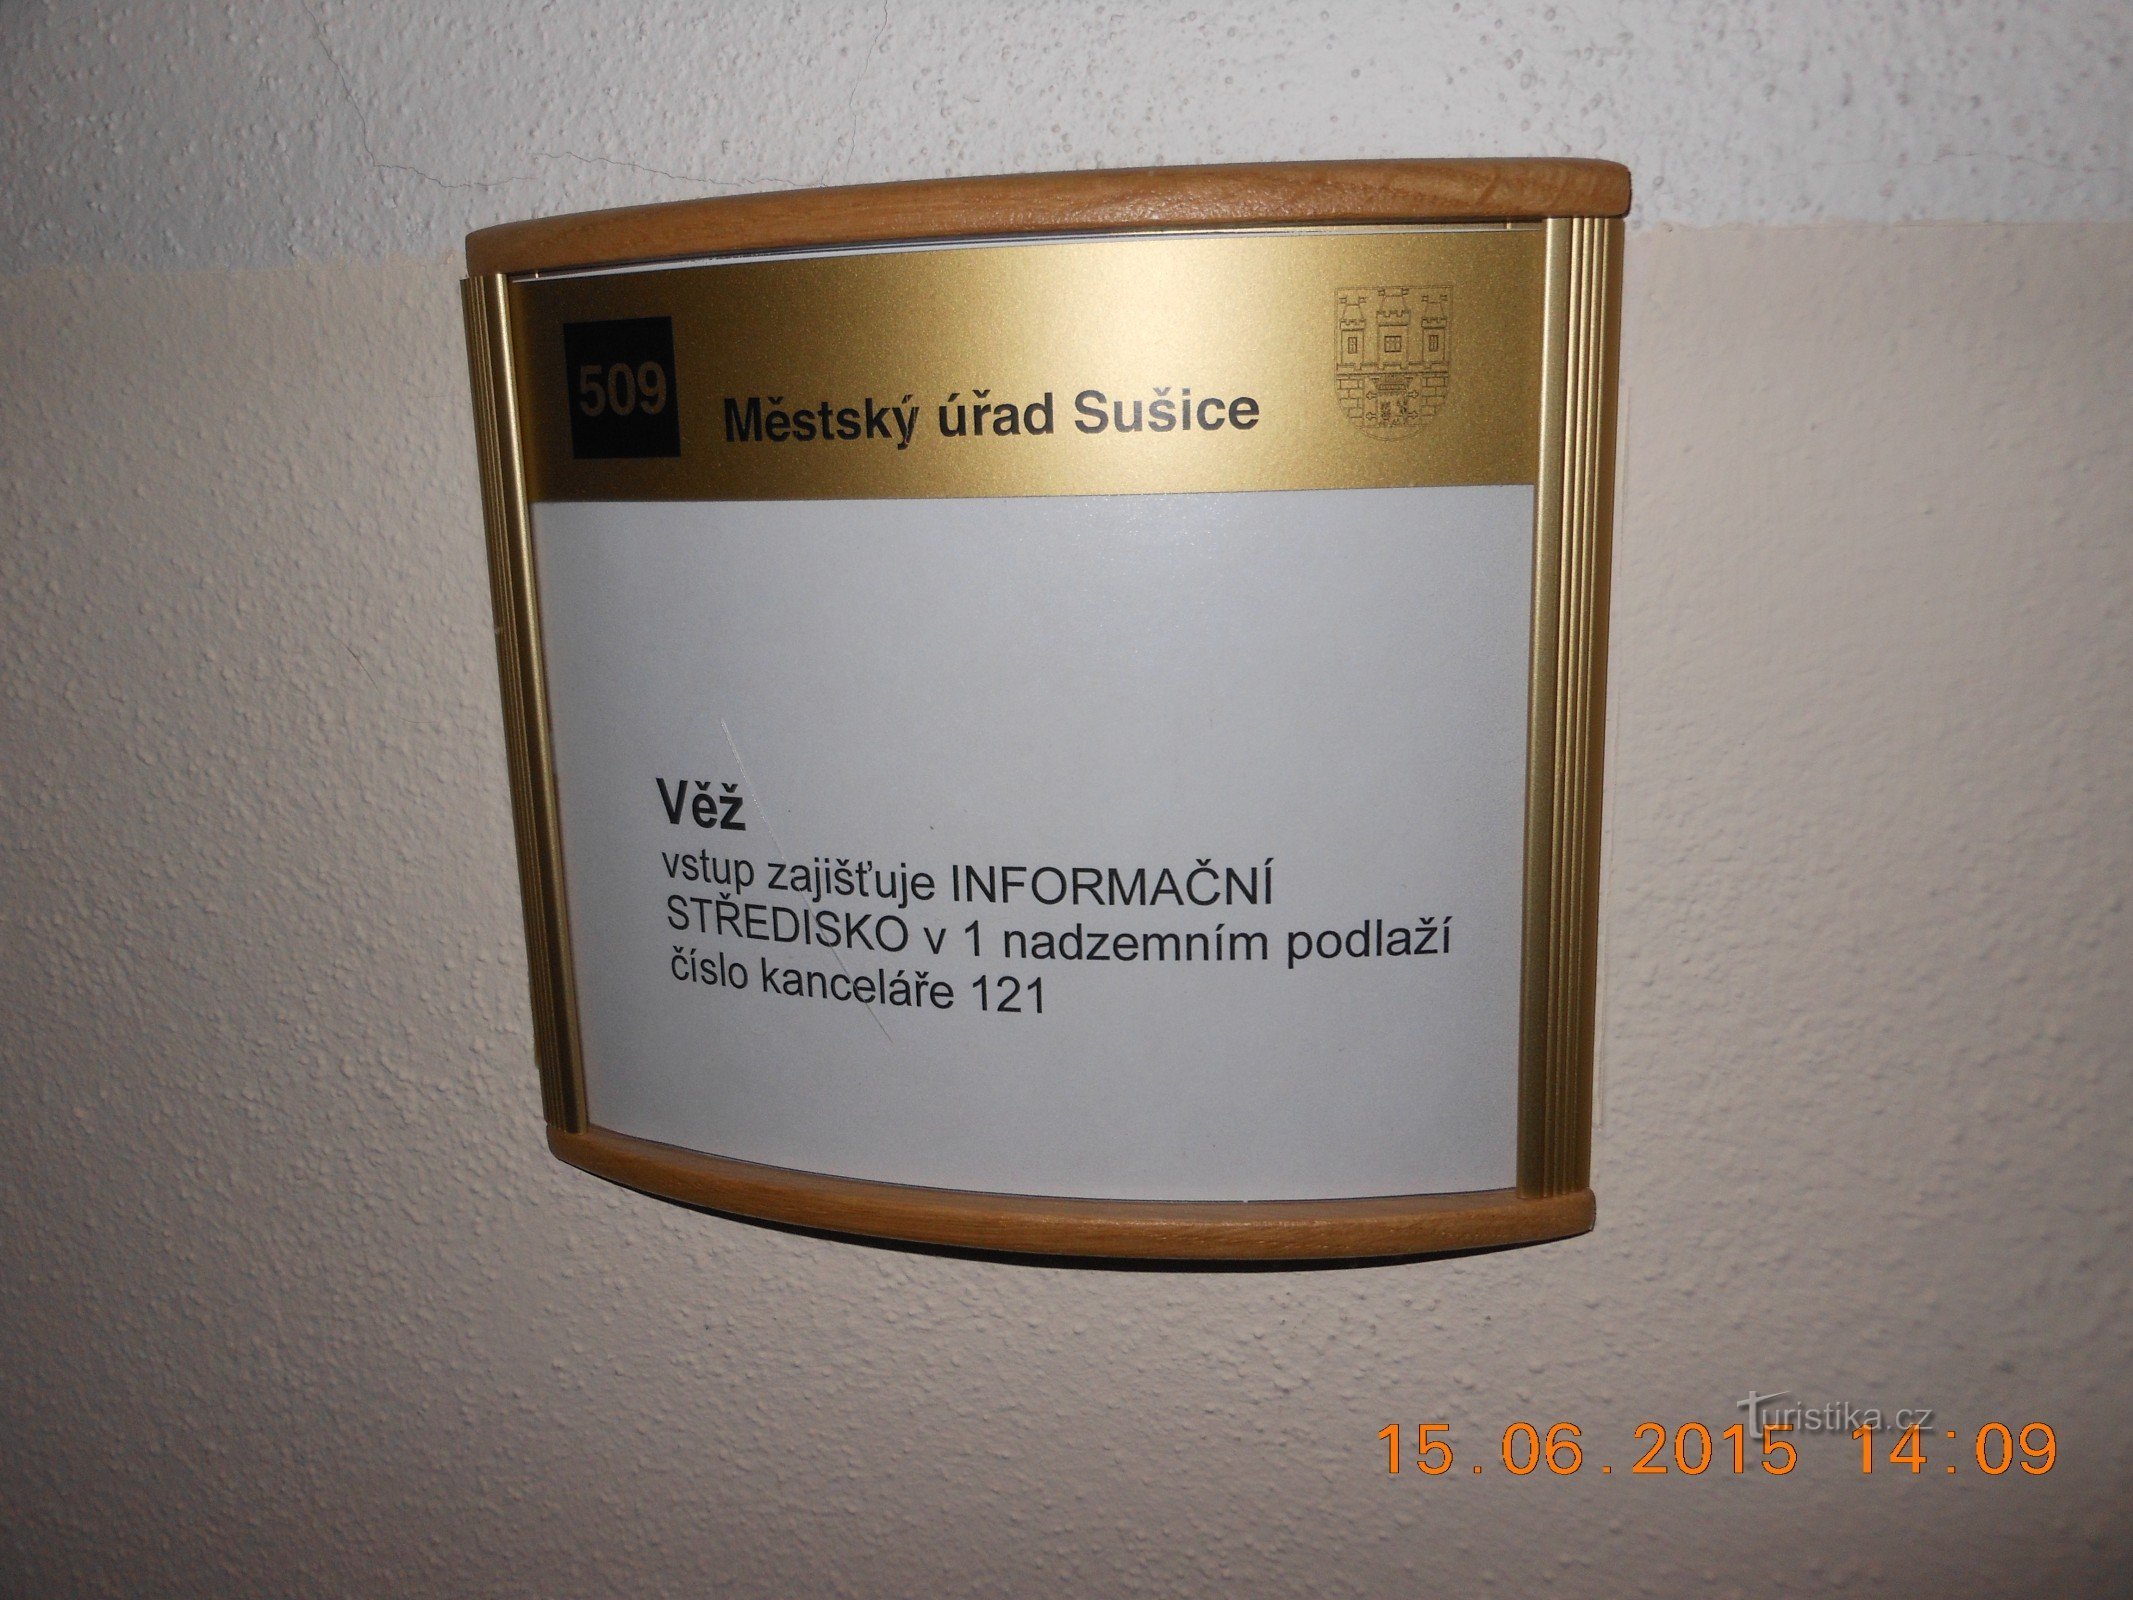 509
Městský úřad Sušice
Věž
vstup zajišťuje INFORMAČNÍ
STŘEDISKO v 1 nadzemním podlaží
číslo kanceláře 121
Turistika.cz
15.06.2015 14:09